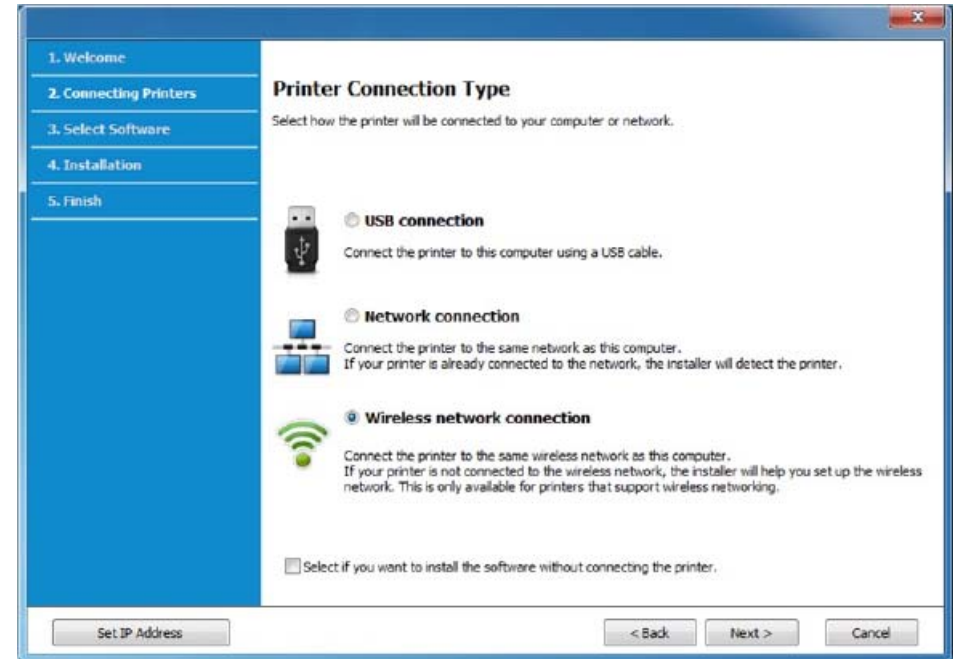 1. Welcome
2. Connecting Printers
3. Select Software
4. Installation
5. Finish
Printer Connection Type
Select how the printer will be connected to your computer or network.
USB connection
Connect the printer to this computer using a USB cable.
Network connection
Connect the printer to the same network as this computer.
If your printer is already connected to the network, the installer will detect the printer.
Wireless network connection
Connect the printer to the same wireless network as this computer.
If your printer is not connected to the wireless network, the installer will help you set up the wireless
network. This is only available for printers that support wireless networking.
Select if you want to install the software without connecting the printer.
Set IP Address
< Back
Next >
Cancel